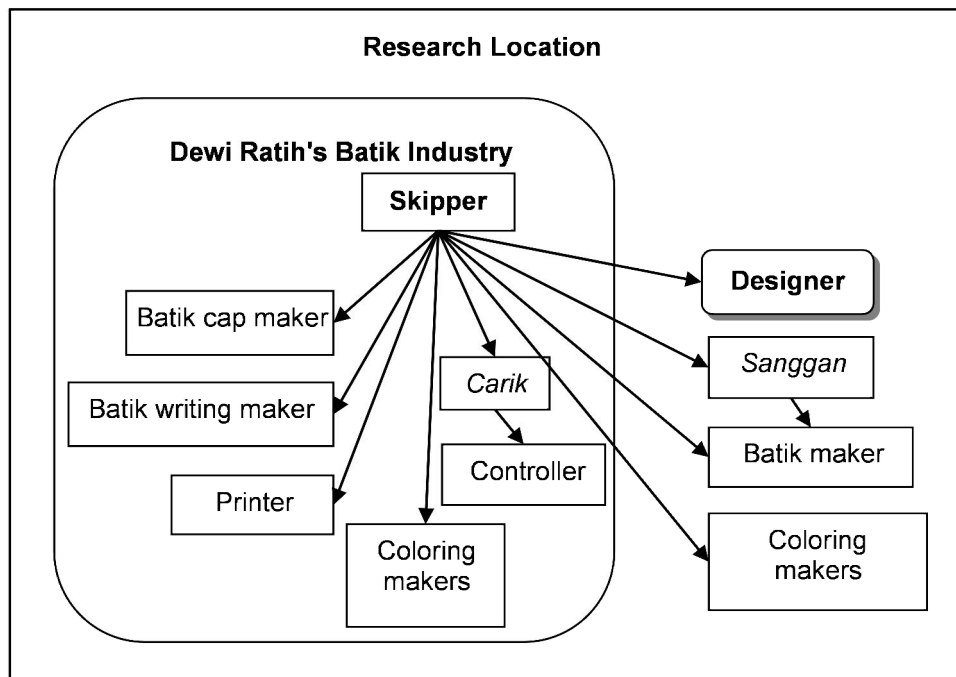 Research Location
Dewi Ratih's Batik Industry
Skipper
Designer
Batik cap maker
Carik
Sanggan
Batik writing maker
Controller
Batik maker
Printer
Coloring
makers
Coloring
makers